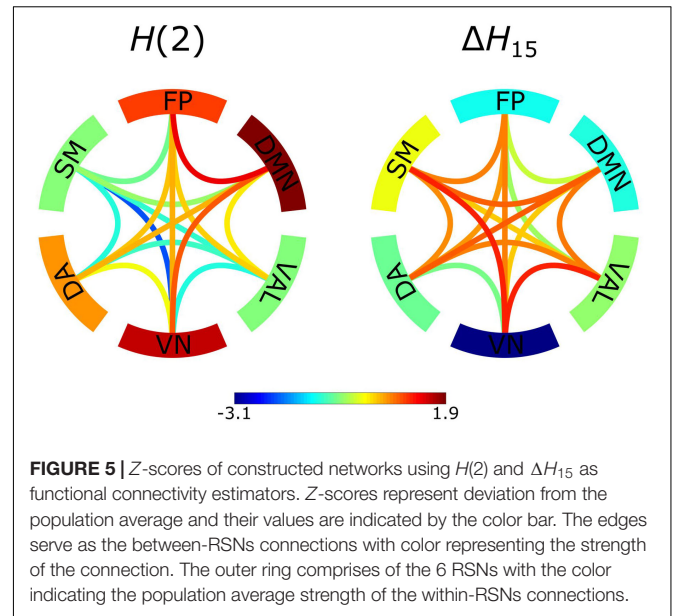 H(2)
ΔH15
FP
DMN
VAL
VN
DA
SM
FP
DMN
VAL
VN
DA
SM
-3.1 1.9
FIGURE 5 | Z-scores of constructed networks using H(2) and ΔH15 as
functional connectivity estimators. Z-scores represent deviation from the
population average and their values are indicated by the color bar. The edges
serve as the between-RSNs connections with color representing the strength
of the connection. The outer ring comprises of the 6 RSNs with the color
indicating the population average strength of the within-RSNs connections.